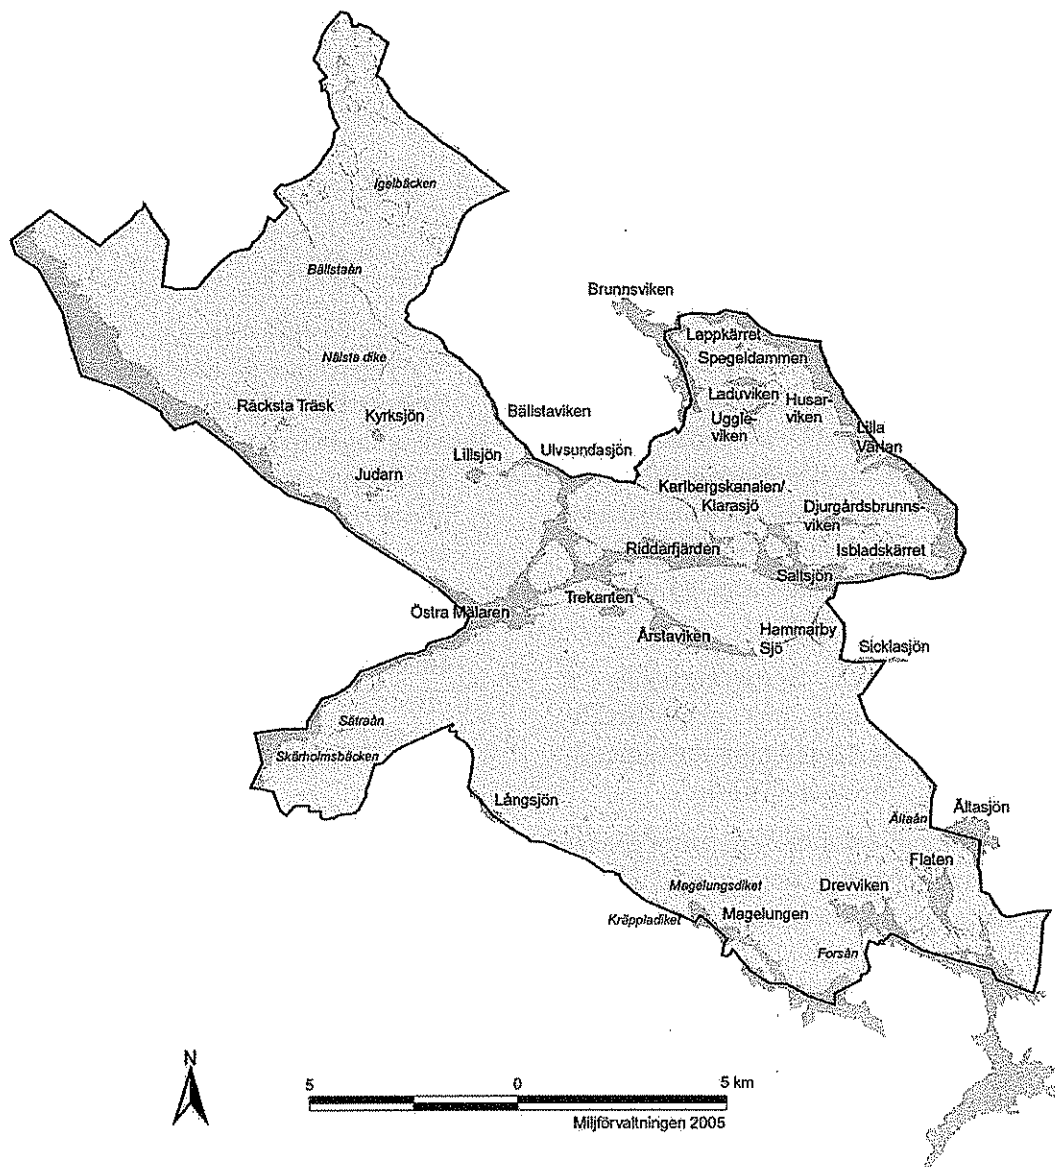 Igelbäcken
Bällstaån
Brunnsviken
Lappkärret
Spegeldammen
Nälsta dike
Laduviken
Husar-
viken
Uggle-
viken
Räcksta Träsk
Kyrksjön
Bällstaviken
Lilla
Värtan
Lillsjön
Ulvsundasjön
Judarn
Karlbergskanalen/
Klarasjö
Djurgårdsbrunns-
viken
Riddarfjärden
Isbladskärret
Saltsjön
Trekanten
Östra Mälaren
Årstaviken
Hammarby
Sjö
Sicklasjön
Sätraån
Skärholmsbäcken
Långsjön
Ältasjön
Ältaån
Flaten
Magelungsdiket
Drevviken
Kräppladiket
Magelungen
Forsån
N
5 0 5 km
Miljförvaltningen 2005